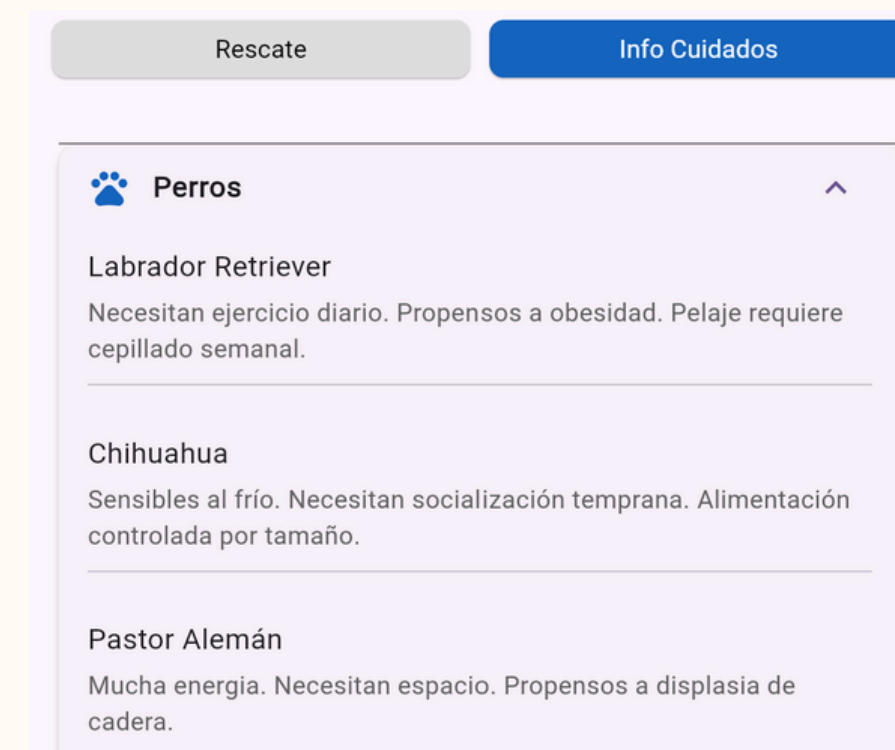 Rescate
Info Cuidados
Perros
Labrador Retriever
Necesitan ejercicio diario. Propensos a obesidad. Pelaje requiere
cepillado semanal.
Chihuahua
Sensibles al frío. Necesitan socialización temprana. Alimentación
controlada por tamaño.
Pastor Alemán
Mucha energia. Necesitan espacio. Propensos a displasia de
cadera.